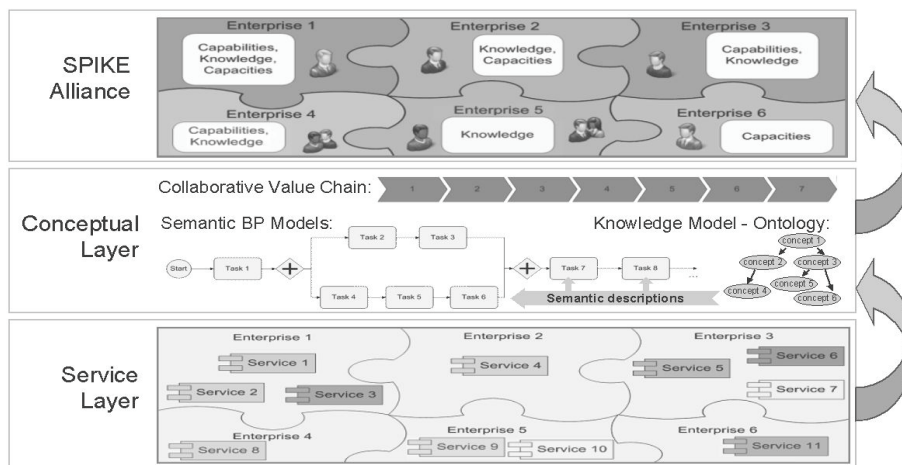 SPIKE
Alliance
Enterprise 1
Capabilities,
Knowledge,
Capacities
Enterprise 2
Knowledge,
Capacities
Enterprise 3
Capabilities,
Knowledge
Enterprise 4
Capabilities,
Knowledge
Enterprise 5
Knowledge
Enterprise 6
Capacities
Conceptual
Layer
Collaborative Value Chain:
1 2 3 4 5 6 7
Semantic BP Models:
Start
Task 1
Task 2
Task 3
Task 4
Task 5
Task 6
Task 7
Task 8
...
Knowledge Model - Ontology:
concept 1
concept 2
concept 3
concept 4
concept 5
concept 6
Semantic descriptions
Service
Layer
Enterprise 1
Service 1
Service 2
Service 3
Enterprise 2
Service 4
Enterprise 3
Service 5
Service 6
Service 7
Enterprise 4
Service 8
Enterprise 5
Service 9
Service 10
Enterprise 6
Service 11